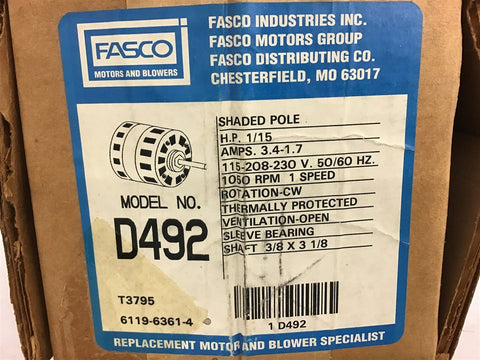 FASCO
MOTORS AND BLOWERS
FASCO INDUSTRIES INC.
FASCO MOTORS GROUP
FASCO DISTRIBUTING CO.
CHESTERFIELD, MO 63017
SHADED POLE
H.P. 1/15
AMPS. 3.4-1.7
115-208-230 V. 50/60 HZ.
1050 RPM 1 SPEED
ROTATION-CW
THERMALLY PROTECTED
VENTILATION-OPEN
SLEEVE BEARING
SHAFT 3/8 X 3 1/8
MODEL NO.
D492
T3795
6119-6361-4
1 D492
REPLACEMENT MOTOR AND BLOWER SPECIALIST